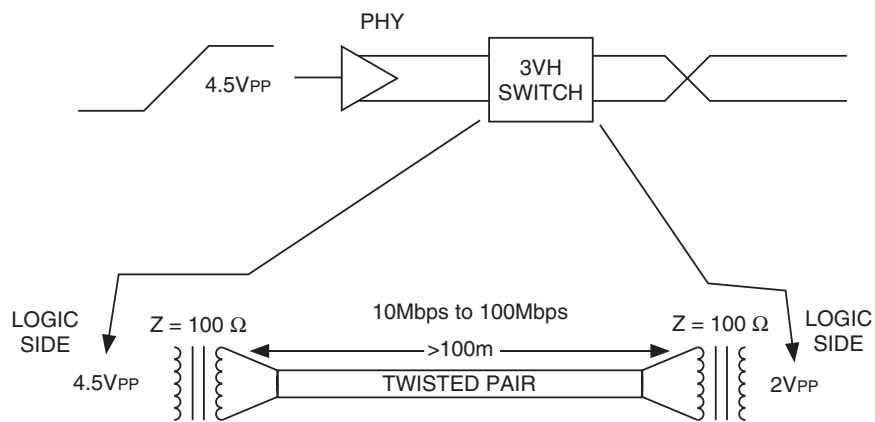 PHY
4.5VPP
3VH
SWITCH
LOGIC
SIDE
Z = 100 Ω
10Mbps to 100Mbps
Z = 100 Ω
LOGIC
SIDE
>100m
4.5VPP
TWISTED PAIR
2VPP